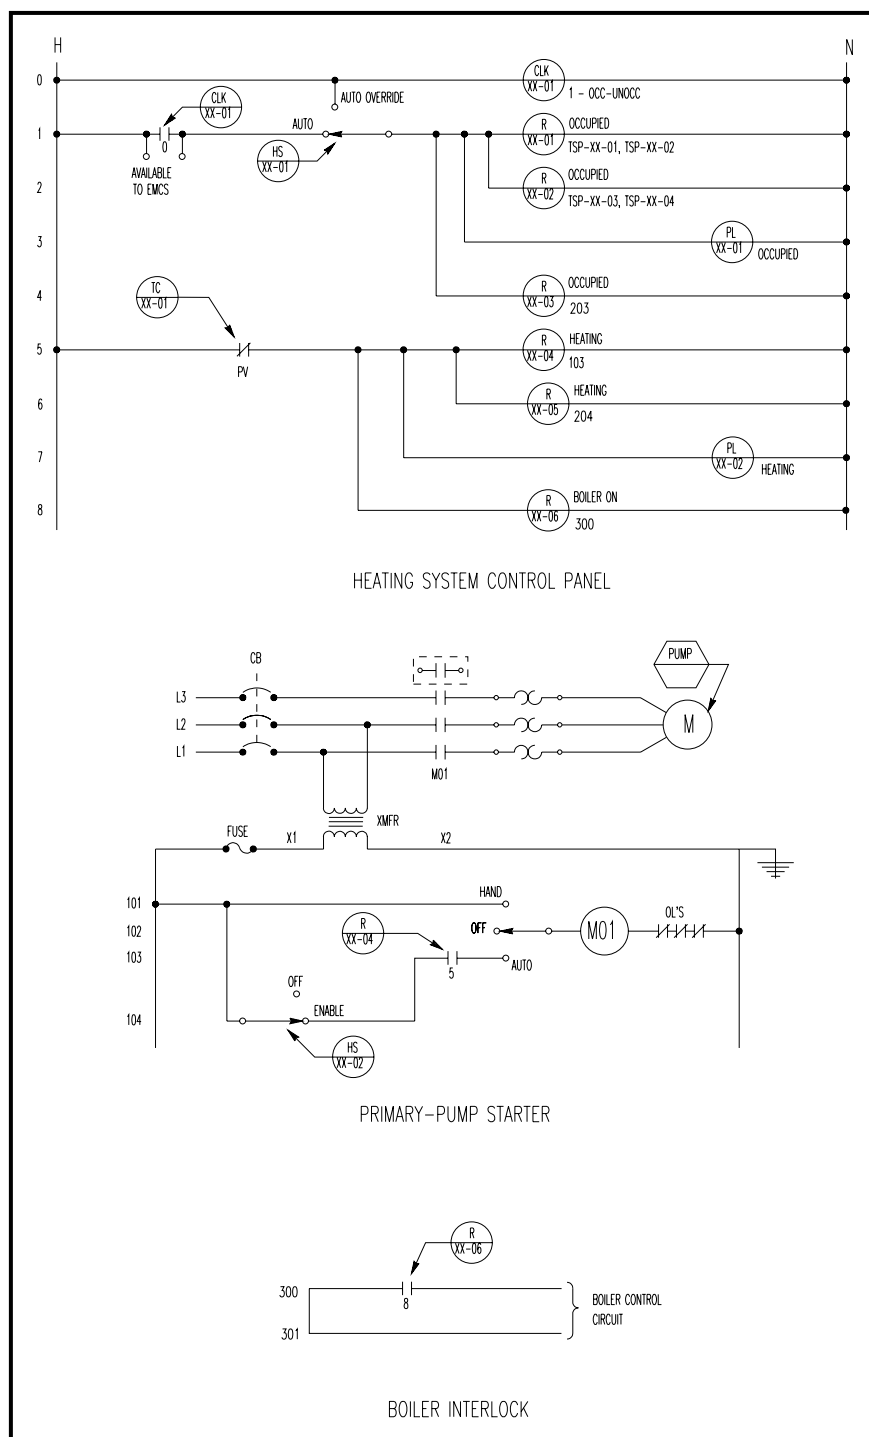 H
N
0
CLK
XX-01
1 - OCC-UNOCC
AUTO OVERRIDE
CLK
XX-01
1
0
AUTO
HS
XX-01
R
XX-01
OCCUPIED
TSP-XX-01, TSP-XX-02
AVAILABLE
TO EMCS
2
R
XX-02
OCCUPIED
TSP-XX-03, TSP-XX-04
3
PL
XX-01
OCCUPIED
4
TC
XX-01
R
XX-03
OCCUPIED
203
5
PV
R
XX-04
HEATING
103
6
R
XX-05
HEATING
204
7
PL
XX-02
HEATING
8
R
XX-06
BOILER ON
300
HEATING SYSTEM CONTROL PANEL
CB
PUMP
L3
L2
M
L1
M01
XMFR
FUSE
X1
X2
101
HAND
102
R
XX-04
OFF
M01
OL'S
103
5
AUTO
OFF
104
ENABLE
HS
XX-02
PRIMARY-PUMP STARTER
R
XX-06
300
8
BOILER CONTROL
CIRCUIT
301
BOILER INTERLOCK